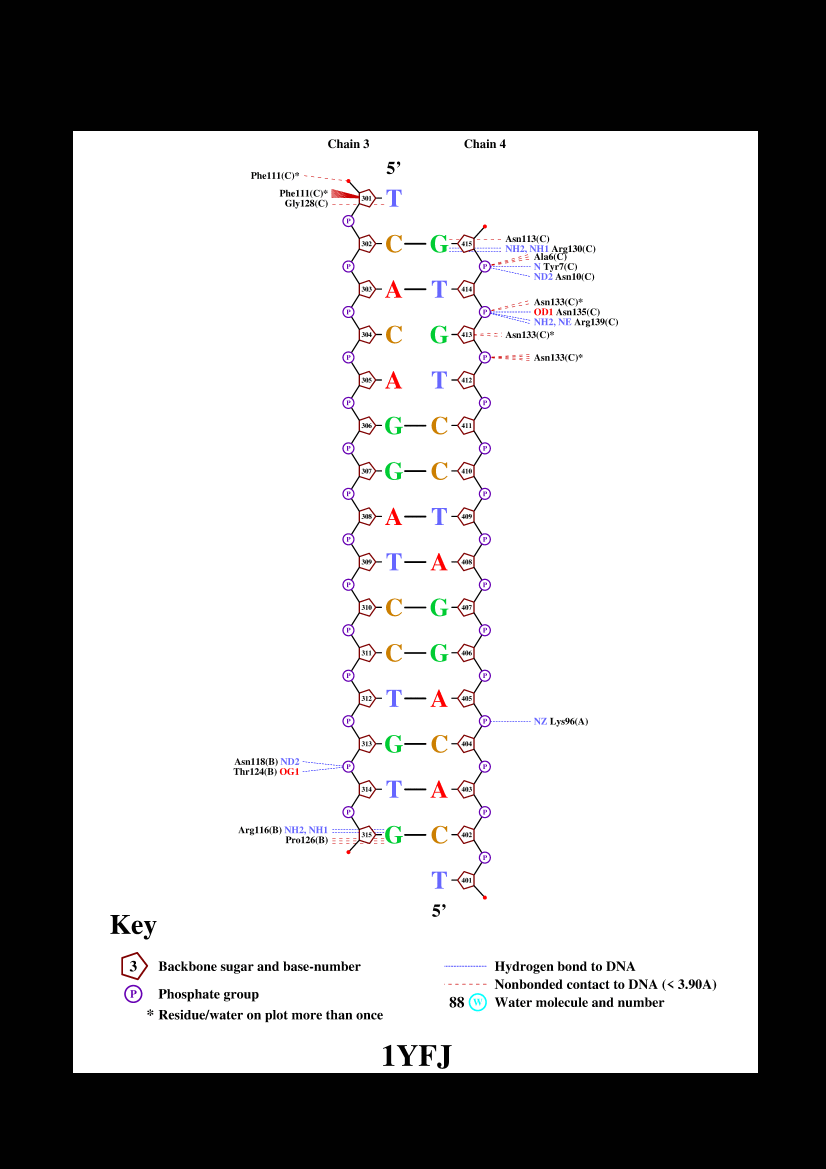 Chain 3 Chain 4
5’
Phe111(C)*
Phe111(C)*
Gly128(C)
301 T
P
302 C G 415
Asn113(C)
NH2, NH1 Arg130(C)
Ala6(C)
P P N Tyr7(C)
ND2 Asn10(C)
303 A T 414
Asn133(C)*
P P OD1 Asn135(C)
NH2, NE Arg139(C)
304 C G 413 Asn133(C)*
P P Asn133(C)*
305 A T 412
P P
306 G C 411
P P
307 G C 410
P P
308 A T 409
P P
309 T A 408
P P
310 C G 407
P P
311 C G 406
P P
312 T A 405
P P NZ Lys96(A)
313 G C 404
Asn118(B) ND2
P P
Thr124(B) OG1
314 T A 403
P P
Arg116(B) NH2, NH1
315 G C 402
Pro126(B)
P
T 401
5’
Key
3 Backbone sugar and base-number
P Phosphate group
* Residue/water on plot more than once
Hydrogen bond to DNA
Nonbonded contact to DNA (< 3.90A)
88 W Water molecule and number
1YFJ